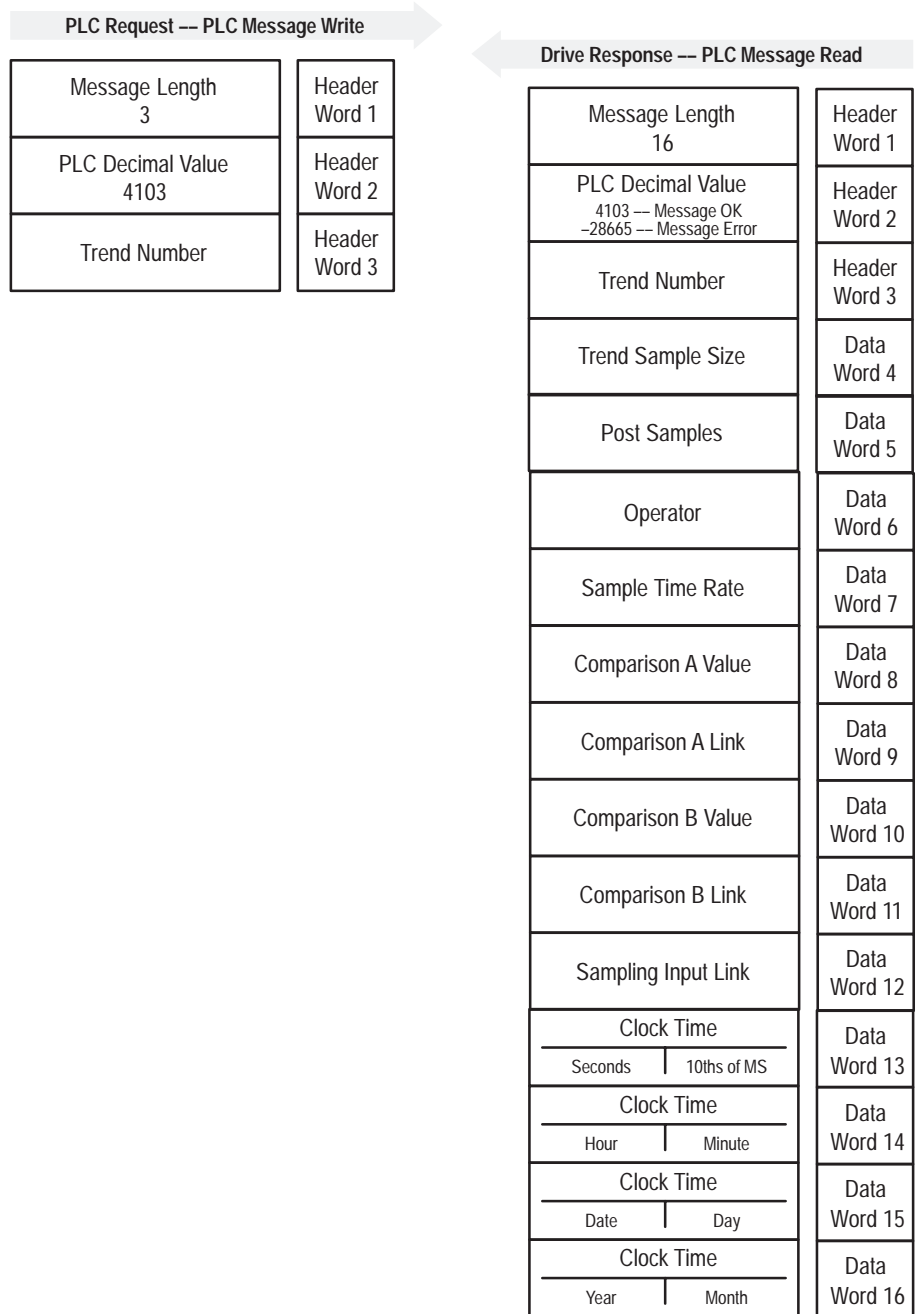 PLC Request –– PLC Message Write
Message Length
3
Header
Word 1
PLC Decimal Value
4103
Header
Word 2
Trend Number
Header
Word 3
Drive Response –– PLC Message Read
Message Length
16
Header
Word 1
PLC Decimal Value
4103 –– Message OK
–28665 –– Message Error
Header
Word 2
Trend Number
Header
Word 3
Trend Sample Size
Data
Word 4
Post Samples
Data
Word 5
Operator
Data
Word 6
Sample Time Rate
Data
Word 7
Comparison A Value
Data
Word 8
Comparison A Link
Data
Word 9
Comparison B Value
Data
Word 10
Comparison B Link
Data
Word 11
Sampling Input Link
Data
Word 12
Clock Time
Seconds 10ths of MS
Data
Word 13
Clock Time
Hour Minute
Data
Word 14
Clock Time
Date Day
Data
Word 15
Clock Time
Year Month
Data
Word 16